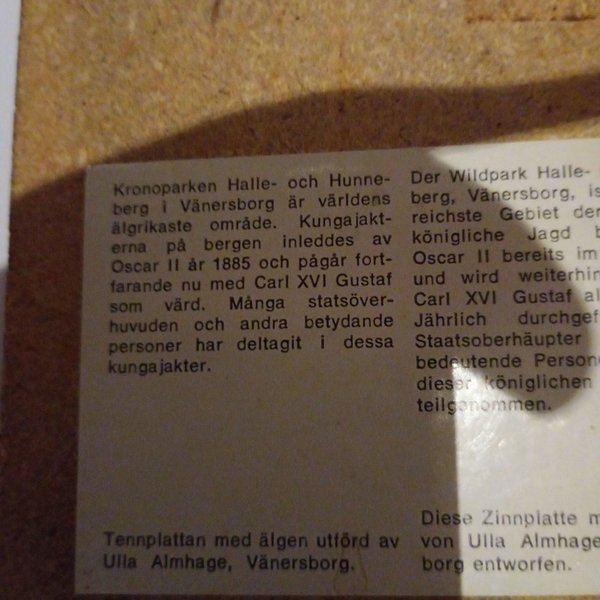 Kronoparken Halle- och Hunne-
berg i Vänersborg är världens
älgrikaste område. Kungajakt-
erna på bergen inleddes av
Oscar II år 1885 och pågår fort-
farande nu med Carl XVI Gustaf
som värd. Många statsöver-
huvuden och andra betydande
personer har deltagit i dessa
kungajakter.
Tennplattan med älgen utförd av
Ulla Almhage, Vänersborg.
Der Wildpark Halle-
berg, Vänersborg, is
reichste Gebiet der
königliche Jagd b
Oscar II bereits im
und wird weiterhin
Carl XVI Gustaf al
Jährlich durchgef
Staatsoberhäupter
bedeutende Persone
dieser königlichen
teilgenommen.
Diese Zinnplatte m
von Ulla Almhage
borg entworfen.